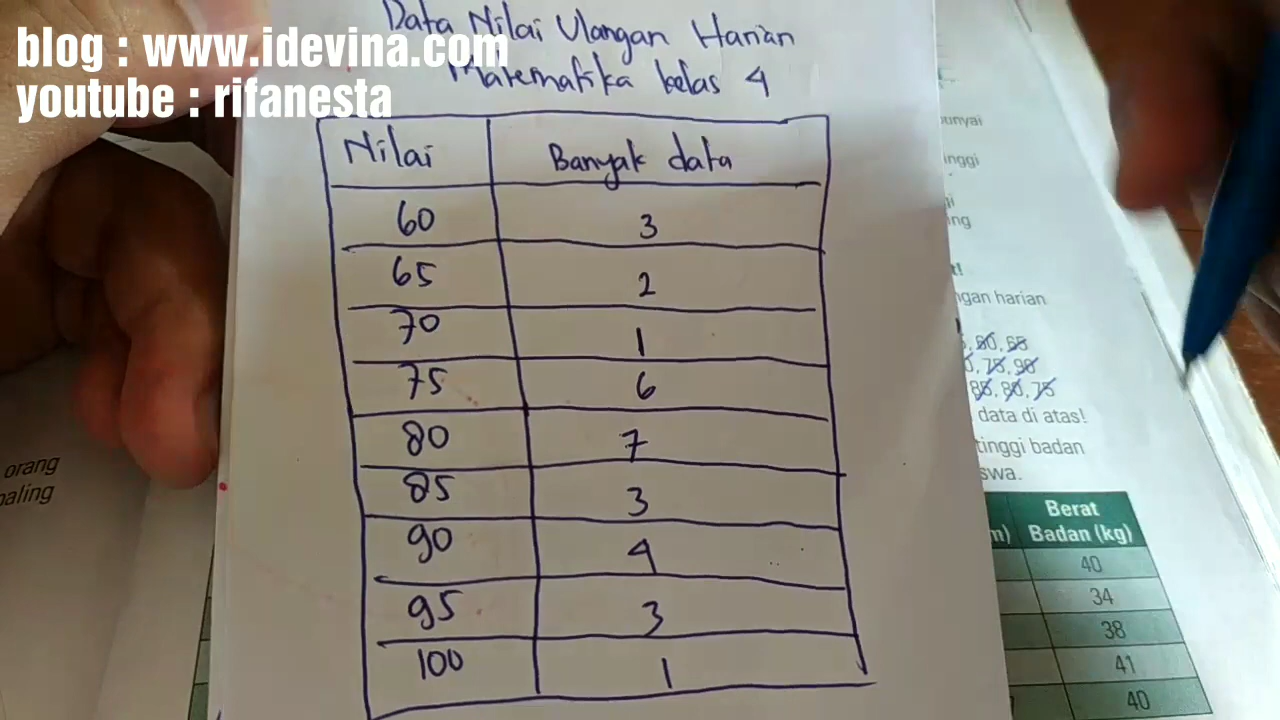 blog : www.idevina.com
youtube : rifanesta
Data Nilai Ulangan Harian
Matematika kelas 4
Nilai Banyak data
60 3
65 2
70 1
75 6
80 7
85 3
90 4
95 3
100 1
orang
paling
tinggi badan
data di atas!
swa.
Berat
Badan (kg)
40
34
38
41
40